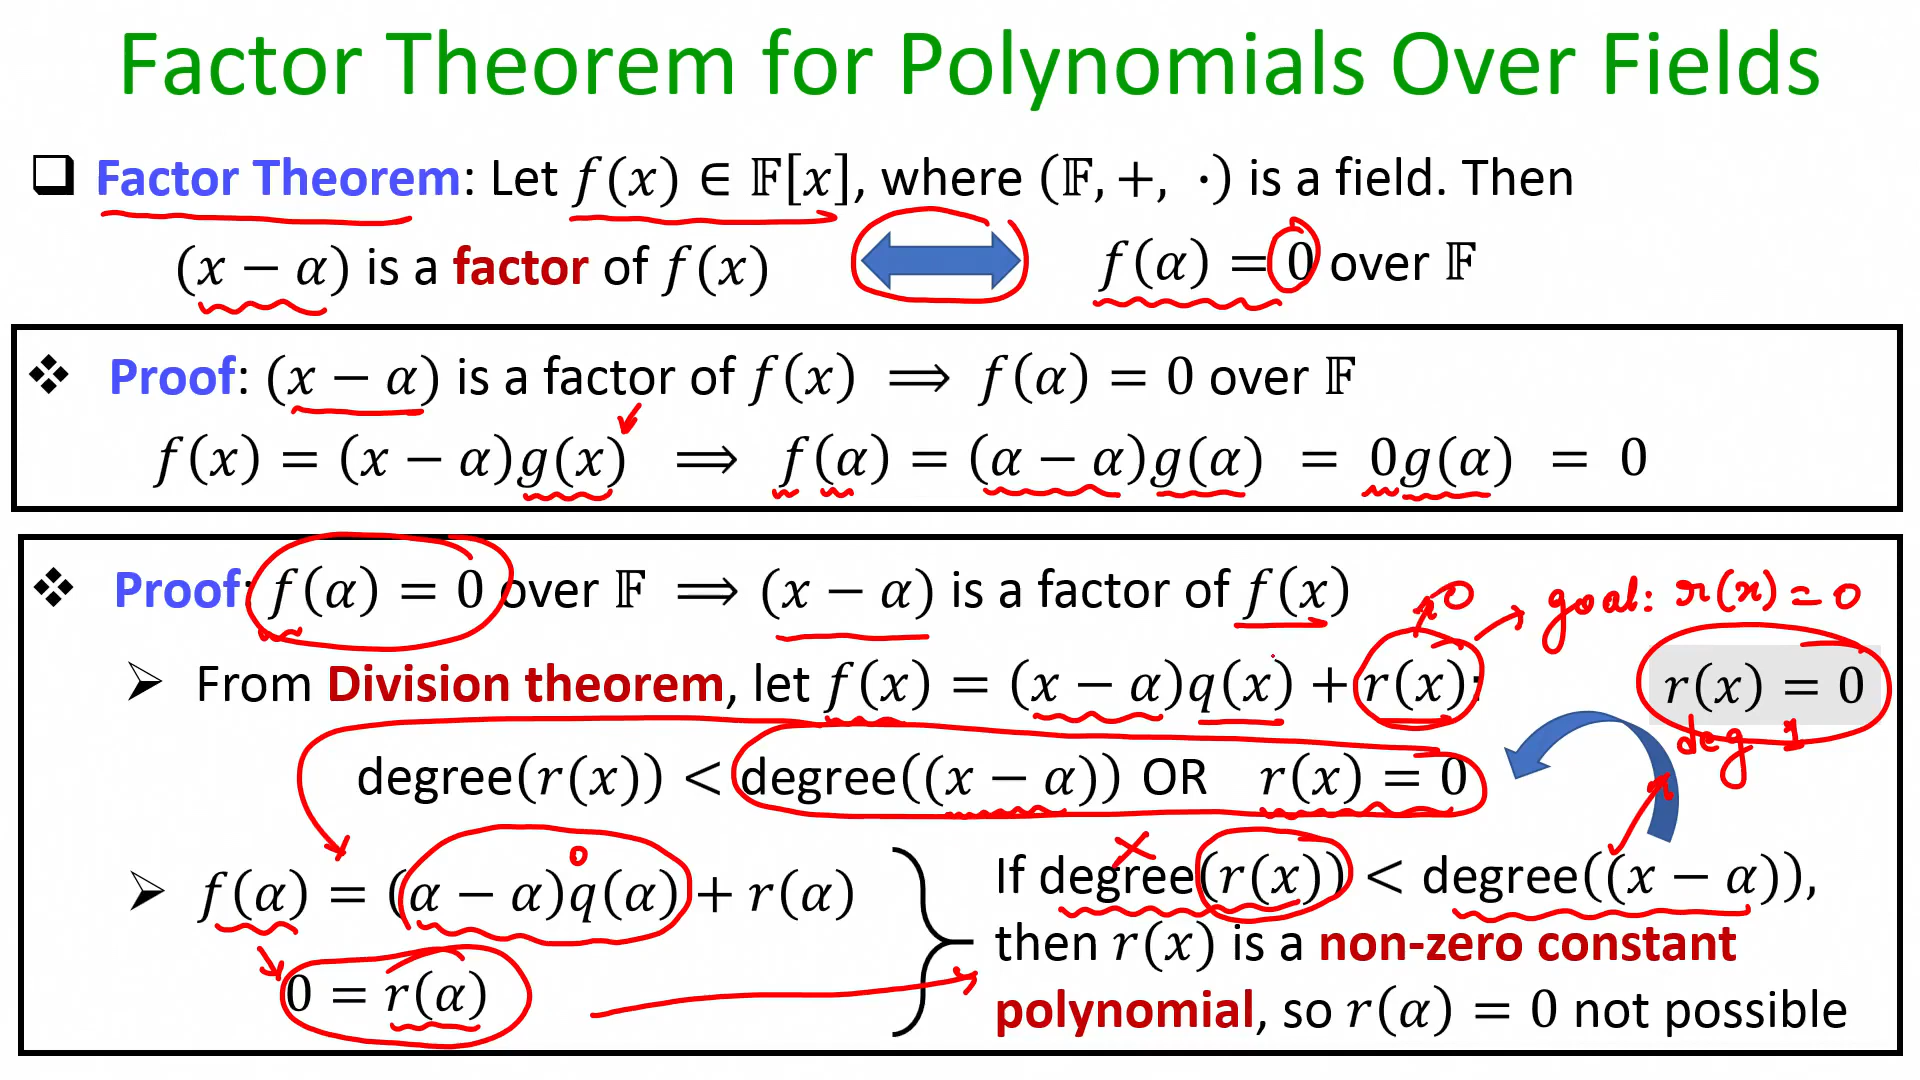 Factor Theorem for Polynomials Over Fields
❑ Factor Theorem: Let f(x) ∈ 𝔽[x], where (𝔽, +, ·) is a field. Then
(x − α) is a factor of f(x) ⟺ f(α) = 0 over 𝔽
❖ Proof: (x − α) is a factor of f(x) ⟹ f(α) = 0 over 𝔽
f(x) = (x − α)g(x) ⟹ f(α) = (α − α)g(α) = 0g(α) = 0
❖ Proof: f(α) = 0 over 𝔽 ⟹ (x − α) is a factor of f(x)
goal: r(x) = 0
➢ From Division theorem, let f(x) = (x − α)q(x) + r(x):
r(x) = 0
deg 1
degree(r(x)) < degree((x − α)) OR r(x) = 0
0
➢ f(α) = (α − α)q(α) + r(α)
0 = r(α)
If degree(r(x)) < degree((x − α)),
then r(x) is a non-zero constant
polynomial, so r(α) = 0 not possible